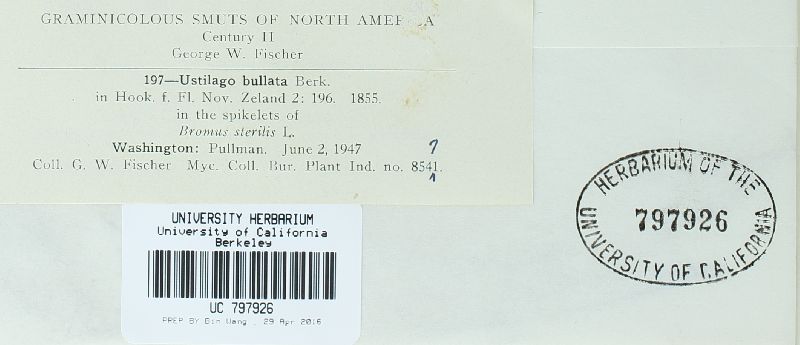 GRAMINICOLOUS SMUTS OF NORTH AMERICA
Century II
George W. Fischer
197—Ustilago bullata Berk.
in Hook. f. Fl. Nov. Zeland 2: 196. 1855.
in the spikelets of
Bromus sterilis L.
Washington: Pullman. June 2, 1947
7
Coll. G. W. Fischer Myc. Coll. Bur. Plant Ind. no. 8541.
UNIVERSITY HERBARIUM
University of California
Berkeley
UC 797926
PREP BY Bin Wang , 29 Apr 2016
HERBARIUM OF THE
797926
UNIVERSITY OF CALIFORNIA